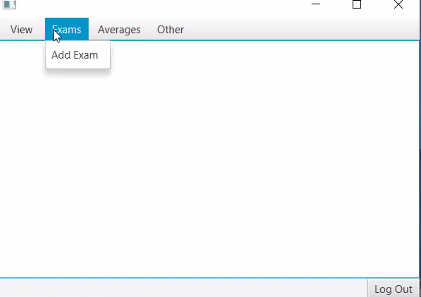 View Exams Averages Other
Add Exam
Log Out